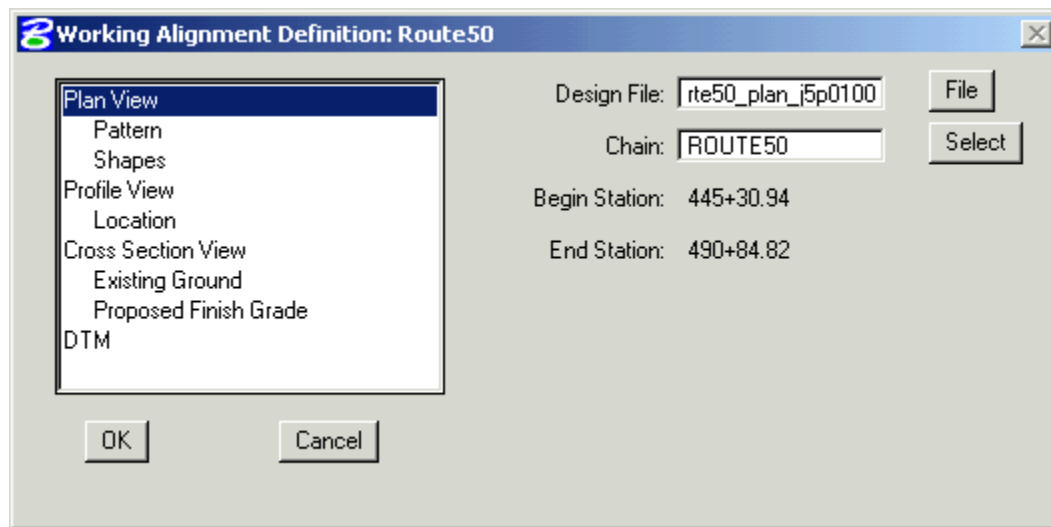 Working Alignment Definition: Route50
Plan View
Pattern
Shapes
Profile View
Location
Cross Section View
Existing Ground
Proposed Finish Grade
DTM
Design File: rte50_plan_j5p0100 File
Chain: ROUTE50 Select
Begin Station: 445+30.94
End Station: 490+84.82
OK Cancel